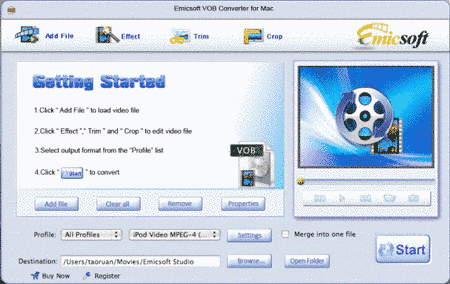 Emicsoft VOB Converter for Mac
Add File Effect Trim Crop Emicsoft
Getting Started
1.Click " Add File " to load video file
2.Click " Effect "," Trim " and " Crop " to edit video file
3.Select output format from the "Profile" list
4.Click " Start " to convert
VOB
Add file Clear all Remove Properties
Profile: All Profiles iPod Video MPEG-4 (... Settings Merge into one file
Start
Destination: /Users/taoruan/Movies/Emicsoft Studio Browse... Open Folder
Buy Now Register